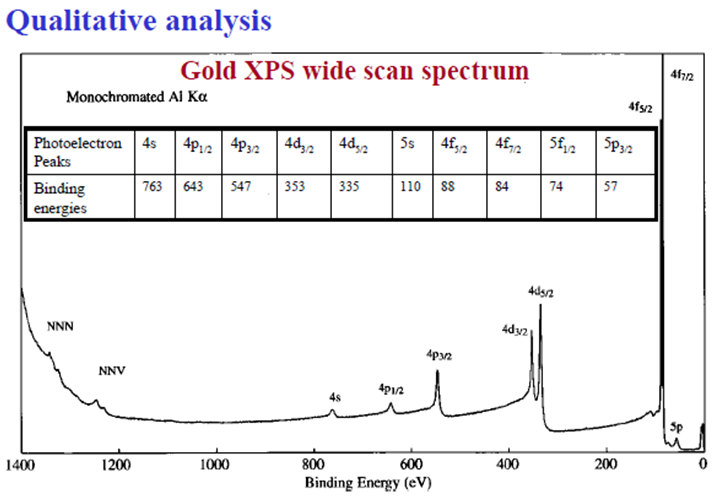 Qualitative analysis
Gold XPS wide scan spectrum
Monochromated Al Kα
4f7/2
4f5/2
Photoelectron Peaks 4s 4p1/2 4p3/2 4d3/2 4d5/2 5s 4f5/2 4f7/2 5f1/2 5p3/2
Binding energies 763 643 547 353 335 110 88 84 74 57
4d5/2
NNN
4d3/2
4p3/2
NNV
4p1/2
4s
5p
1400 1200 1000 800 600 400 200 0
Binding Energy (eV)